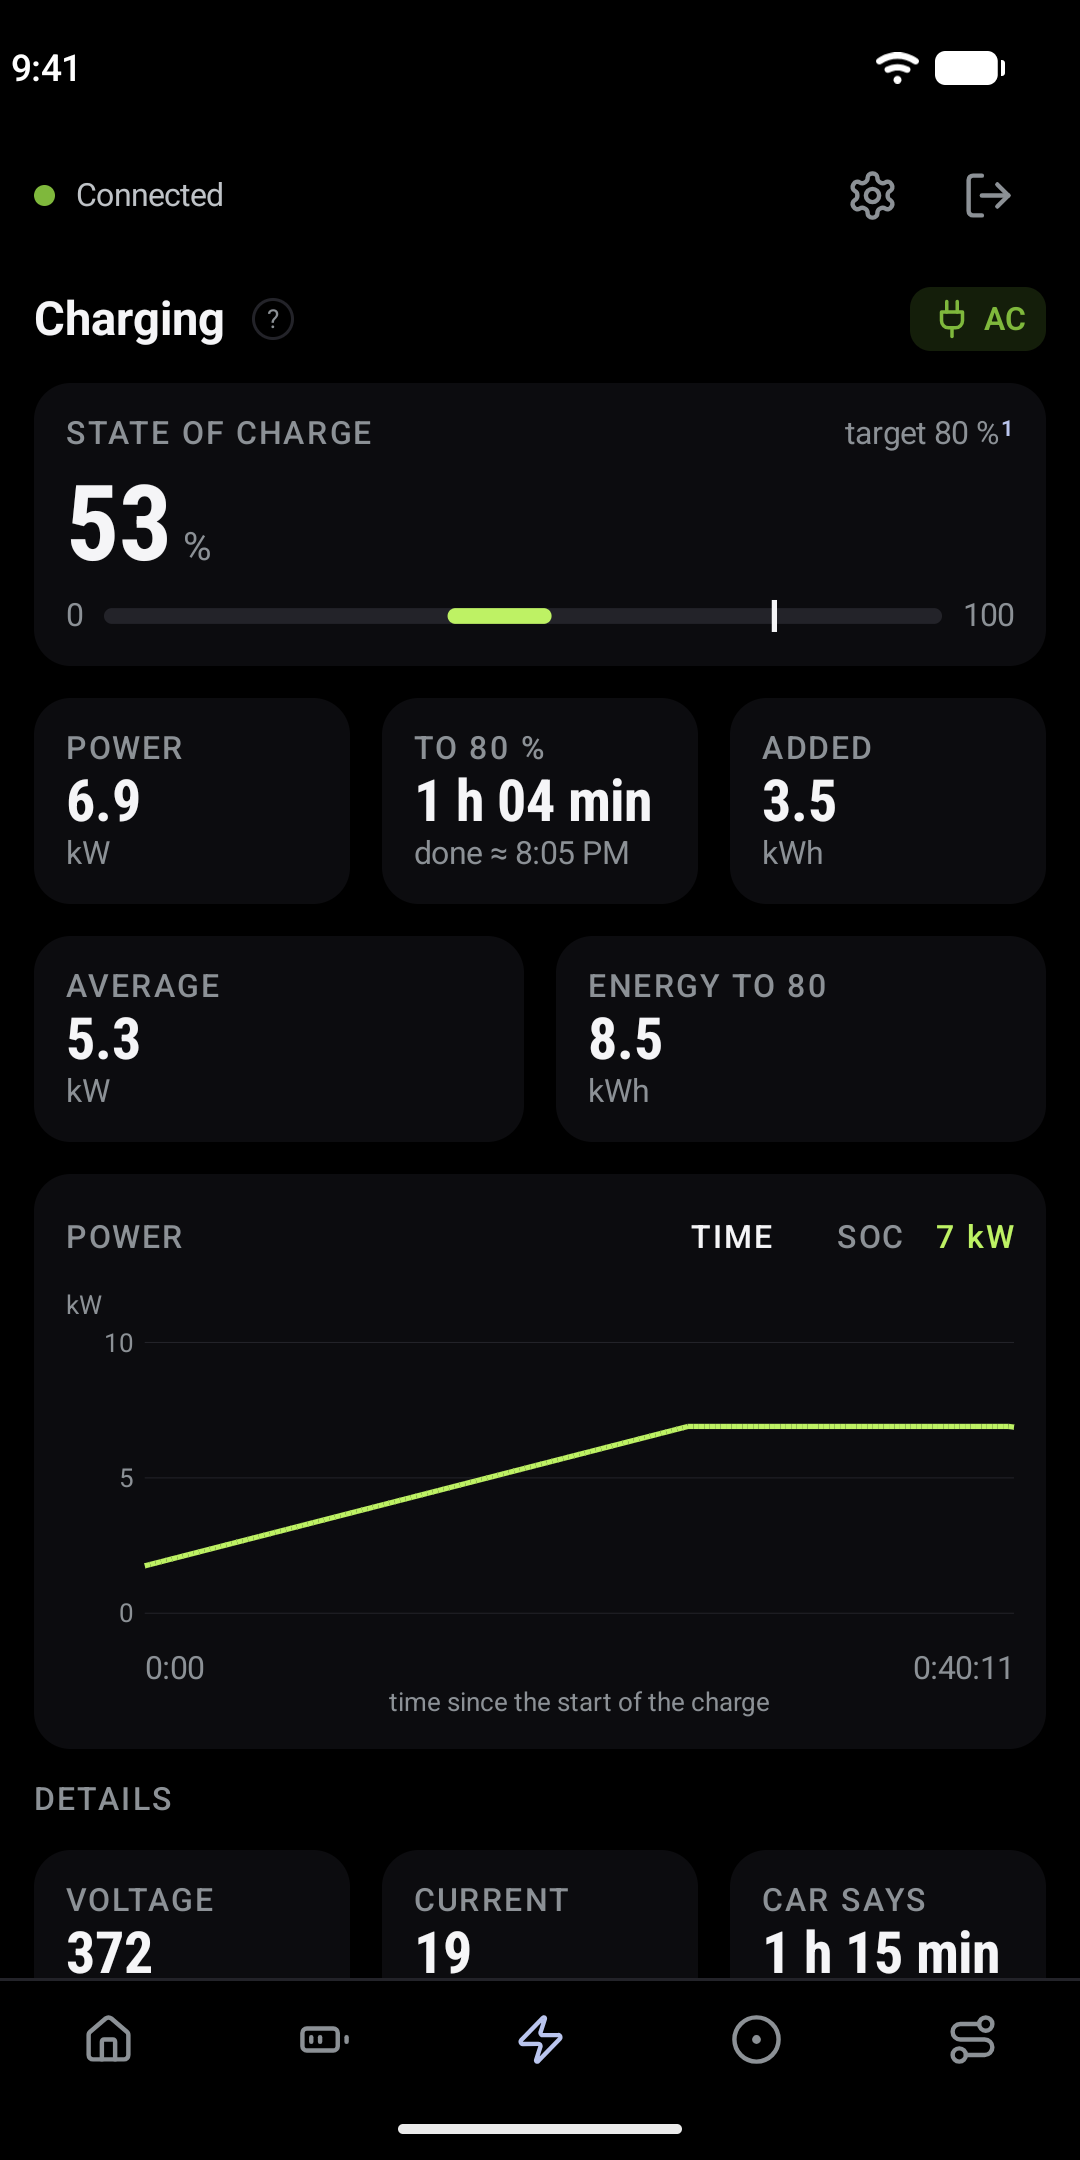 9:41
Connected
Charging ? AC
STATE OF CHARGE target 80 %¹
53 %
0 100
POWER
6.9
kW
TO 80 %
1 h 04 min
done ≈ 8:05 PM
ADDED
3.5
kWh
AVERAGE
5.3
kW
ENERGY TO 80
8.5
kWh
POWER TIME SOC 7 kW
kW
10
5
0
0:00 0:40:11
time since the start of the charge
DETAILS
VOLTAGE
372
CURRENT
19
CAR SAYS
1 h 15 min